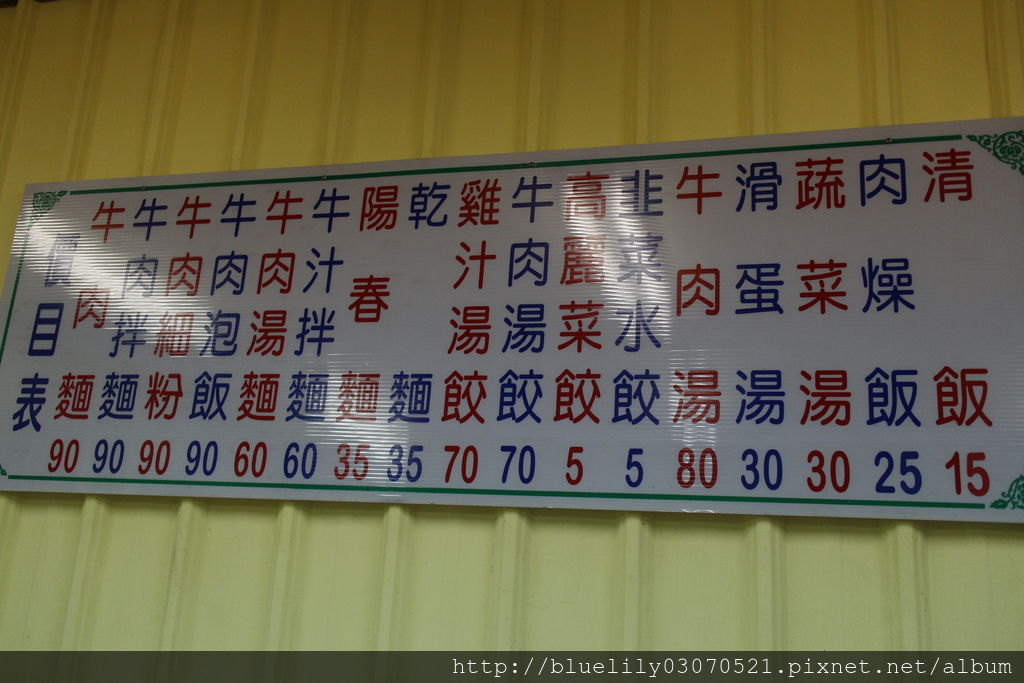 價目表
牛肉麵 90
牛肉拌麵 90
牛肉細粉 90
牛肉泡飯 90
牛肉湯麵 60
牛汁拌麵 60
陽春麵 35
乾麵 35
雞汁湯餃 70
牛肉湯餃 70
高麗菜餃 5
韭菜水餃 5
牛肉湯 80
滑蛋湯 30
蔬菜湯 30
肉燥飯 25
清飯 15
http://bluelily03070521.pixnet.net/album